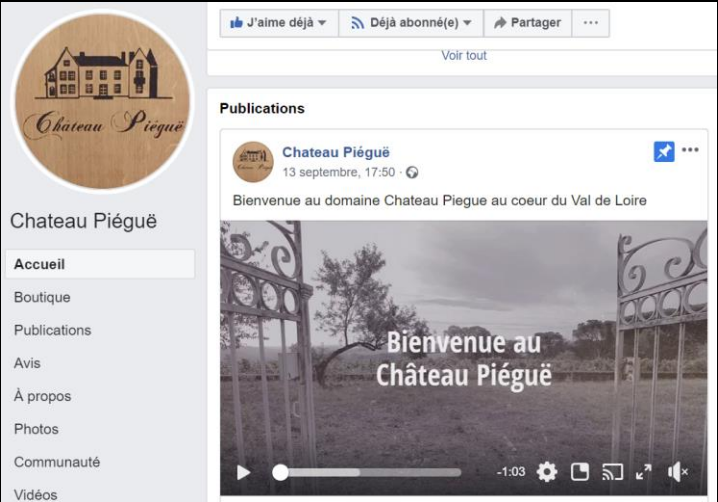 Chateau Piéguë
Chateau Piéguë
Accueil
Boutique
Publications
Avis
À propos
Photos
Communauté
Vidéos
J'aime déjà
Déjà abonné(e)
Partager
Voir tout
Publications
Chateau Piéguë
13 septembre, 17:50 ·
Bienvenue au domaine Chateau Piegue au coeur du Val de Loire
Bienvenue au
Château Piéguë
-1:03